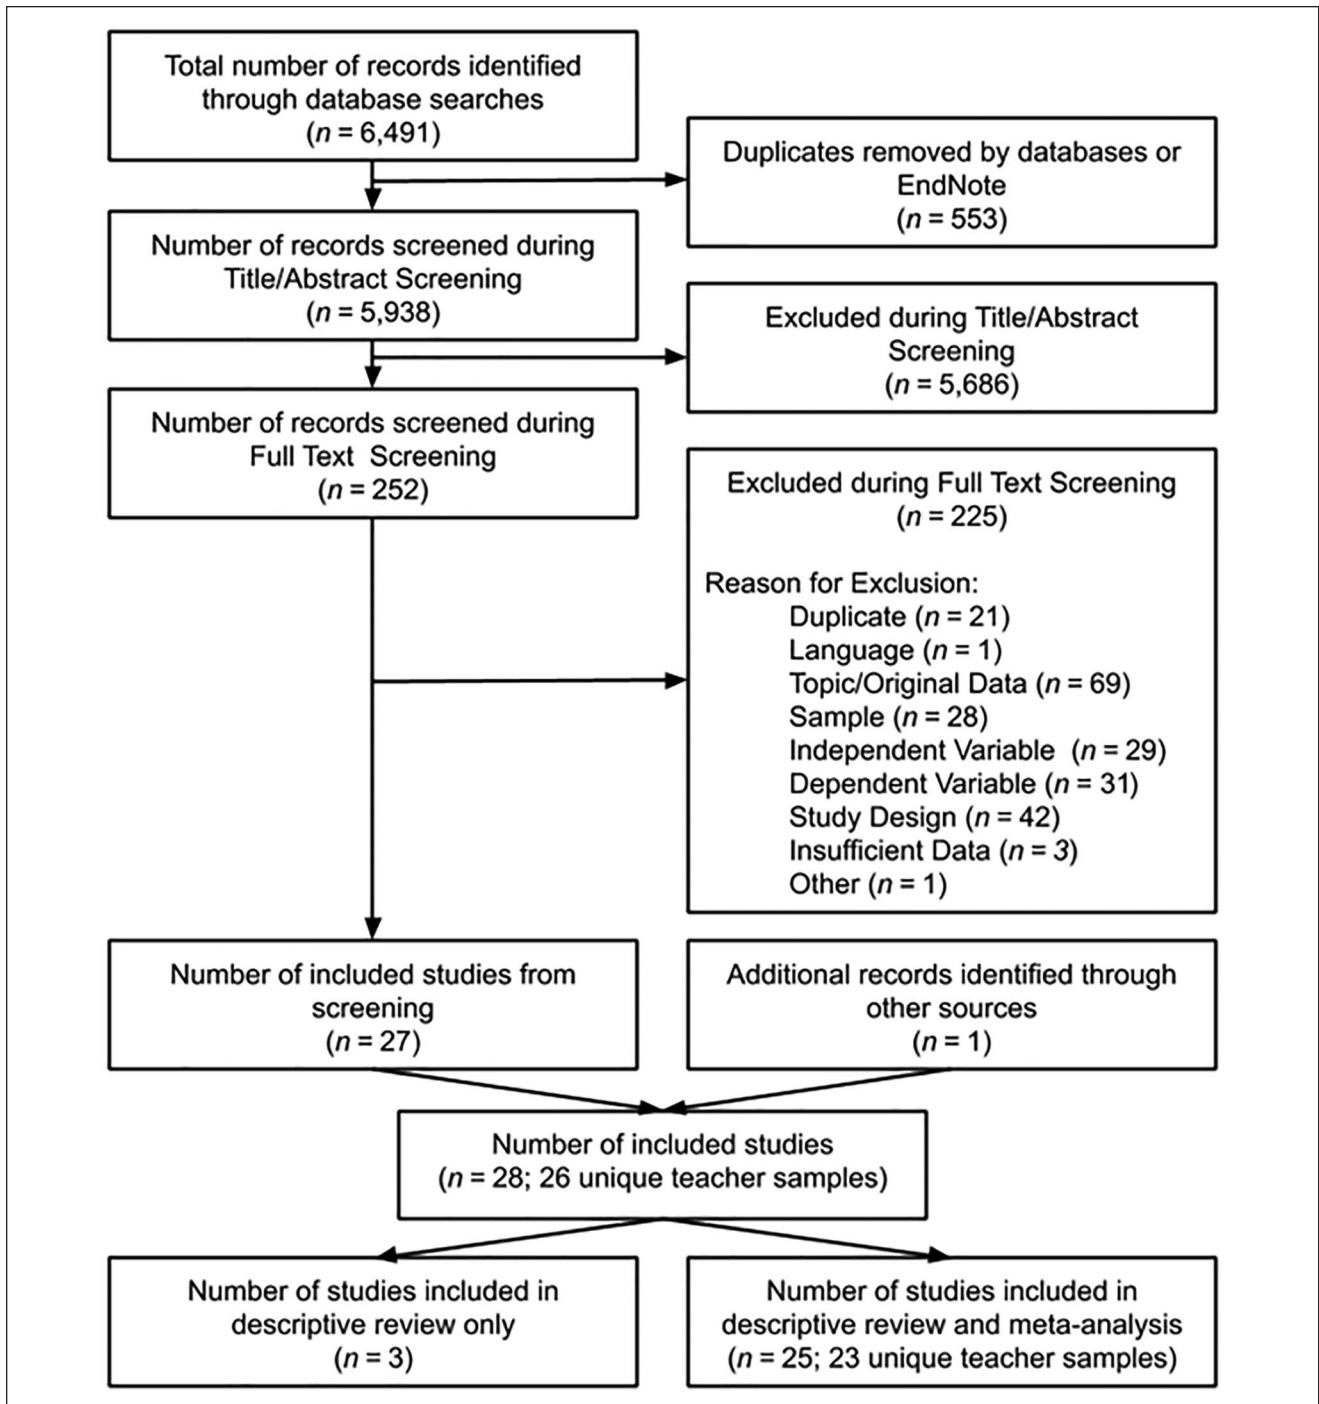 Total number of records identified
through database searches
(n = 6,491)
Duplicates removed by databases or
EndNote
(n = 553)
Number of records screened during
Title/Abstract Screening
(n = 5,938)
Excluded during Title/Abstract
Screening
(n = 5,686)
Number of records screened during
Full Text Screening
(n = 252)
Excluded during Full Text Screening
(n = 225)
Reason for Exclusion:
Duplicate (n = 21)
Language (n = 1)
Topic/Original Data (n = 69)
Sample (n = 28)
Independent Variable (n = 29)
Dependent Variable (n = 31)
Study Design (n = 42)
Insufficient Data (n = 3)
Other (n = 1)
Number of included studies from
screening
(n = 27)
Additional records identified through
other sources
(n = 1)
Number of included studies
(n = 28; 26 unique teacher samples)
Number of studies included in
descriptive review only
(n = 3)
Number of studies included in
descriptive review and meta-analysis
(n = 25; 23 unique teacher samples)